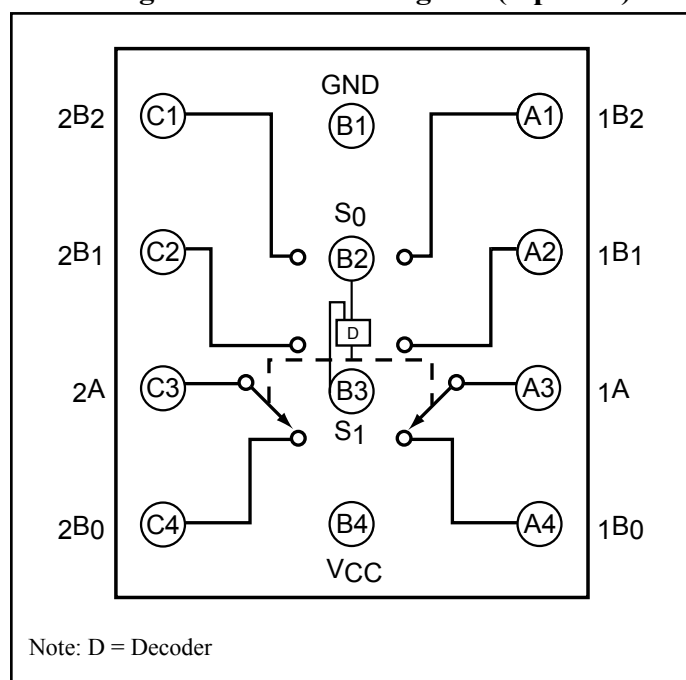 GND
2B2 C1 B1 A1 1B2
S0
2B1 C2 B2 A2 1B1
D
2A C3 B3 A3 1A
S1
2B0 C4 B4 A4 1B0
VCC
Note: D = Decoder